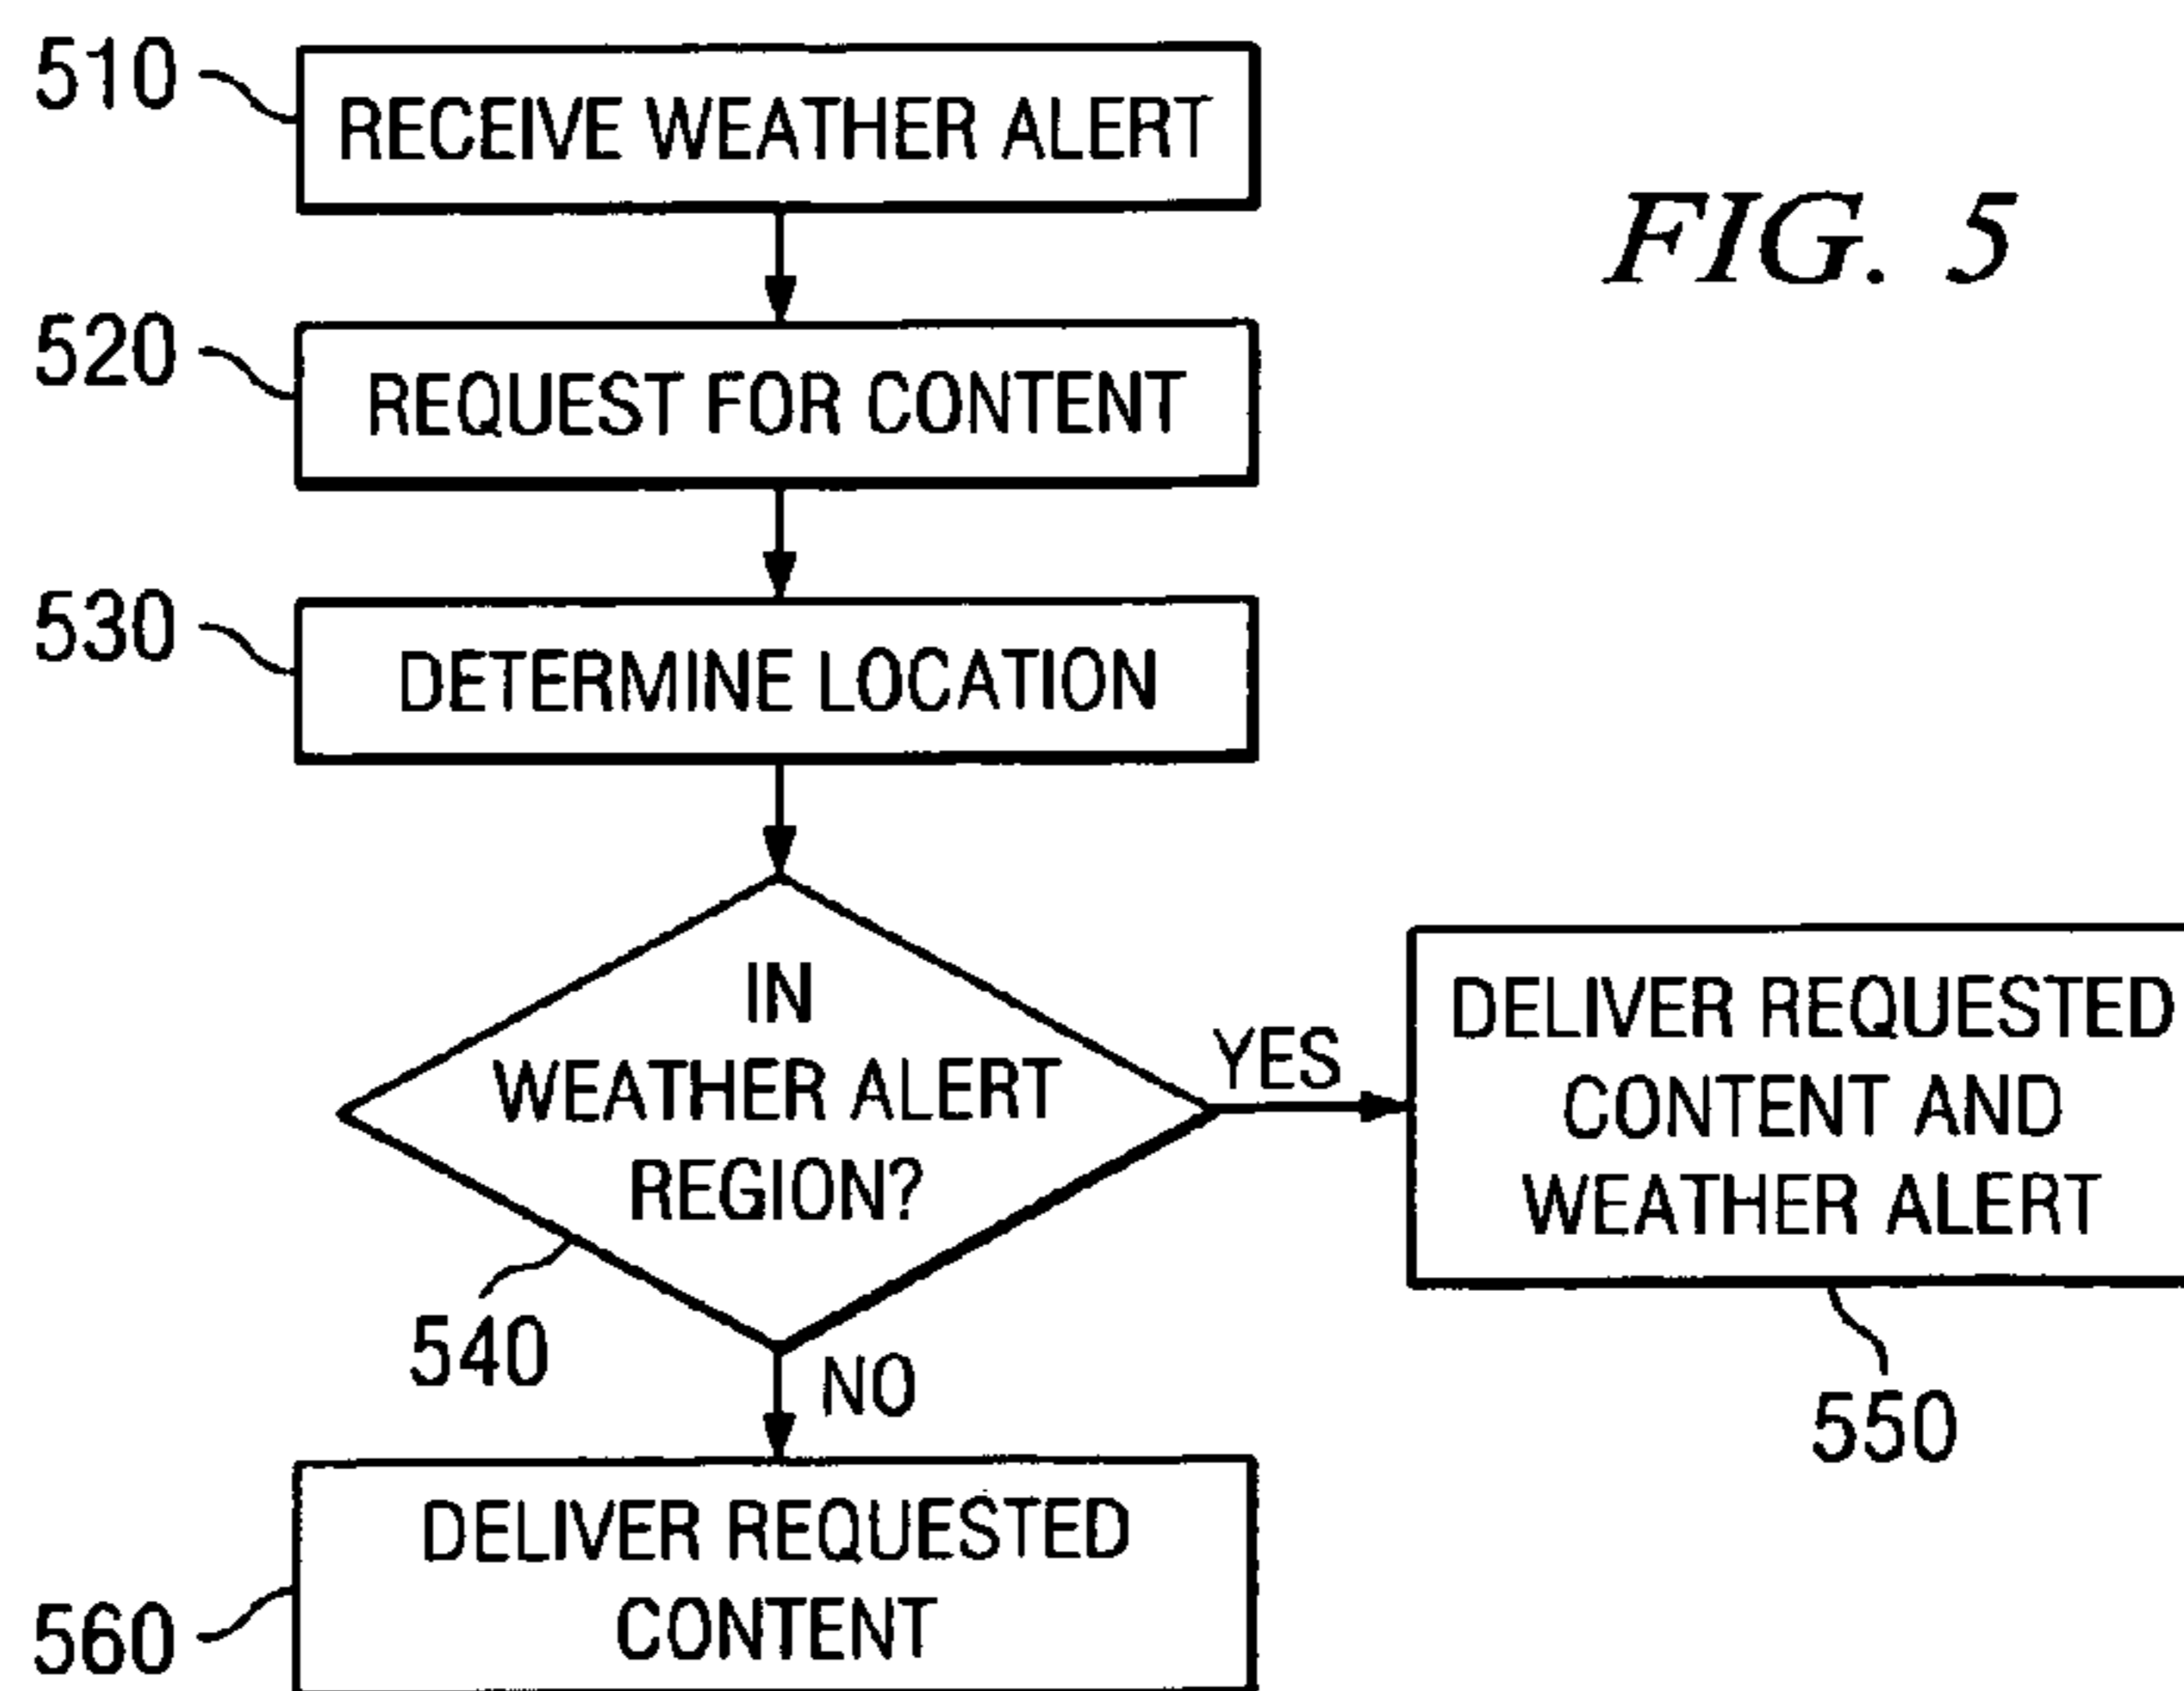 510
RECEIVE WEATHER ALERT
FIG. 5
520
REQUEST FOR CONTENT
530
DETERMINE LOCATION
IN
WEATHER ALERT
REGION?
540
YES
DELIVER REQUESTED
CONTENT AND
WEATHER ALERT
550
NO
DELIVER REQUESTED
CONTENT
560